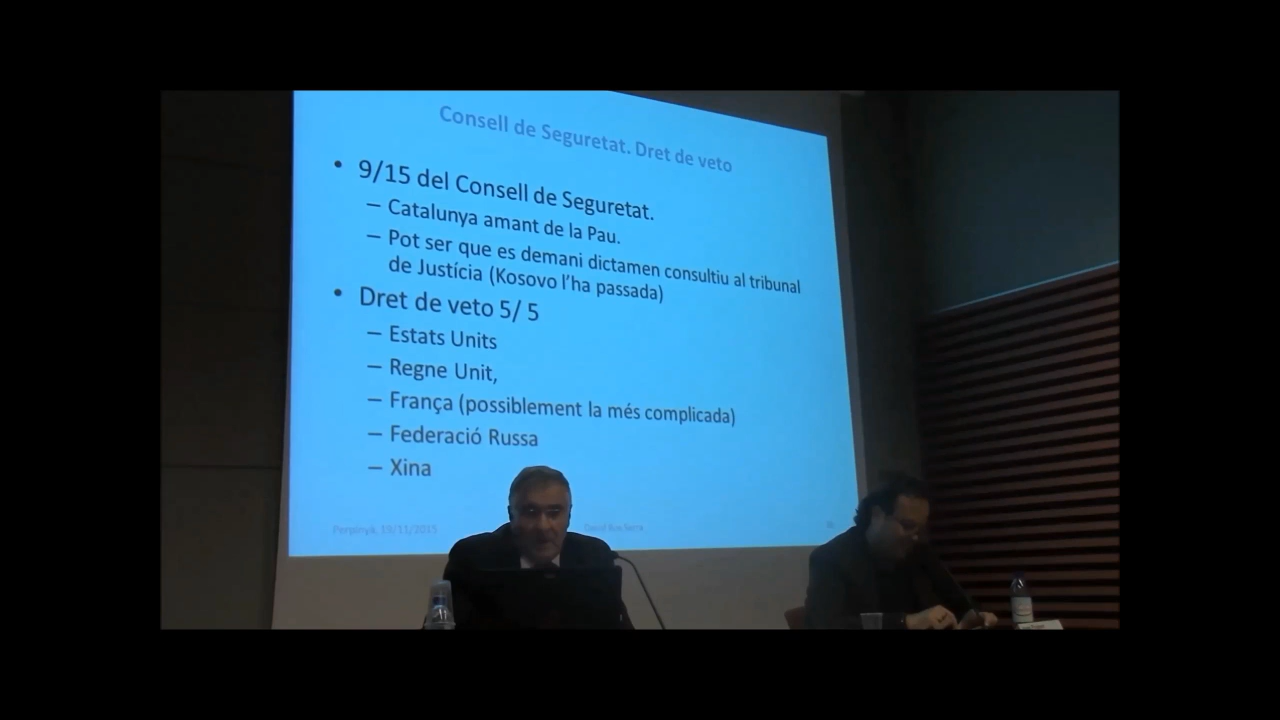 Consell de Seguretat. Dret de veto
• 9/15 del Consell de Seguretat.
– Catalunya amant de la Pau.
– Pot ser que es demani dictamen consultiu al tribunal
de Justícia (Kosovo l’ha passada)
• Dret de veto 5/ 5
– Estats Units
– Regne Unit,
– França (possiblement la més complicada)
– Federació Russa
– Xina
Perpinyà, 19/11/2015